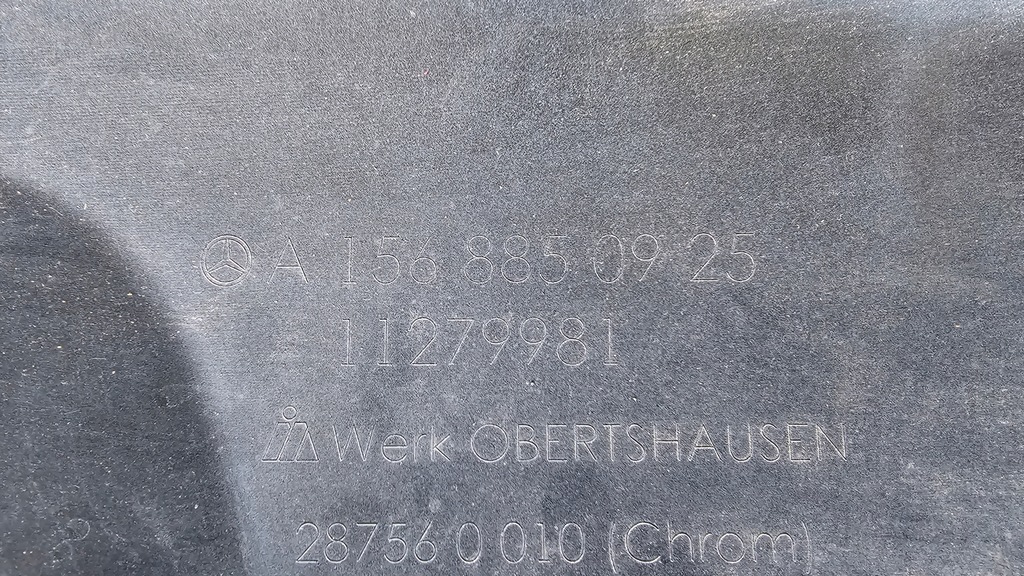 A 156 885 09 25
11279981
Werk OBERTSHAUSEN
28756 0 010 (Chrom)